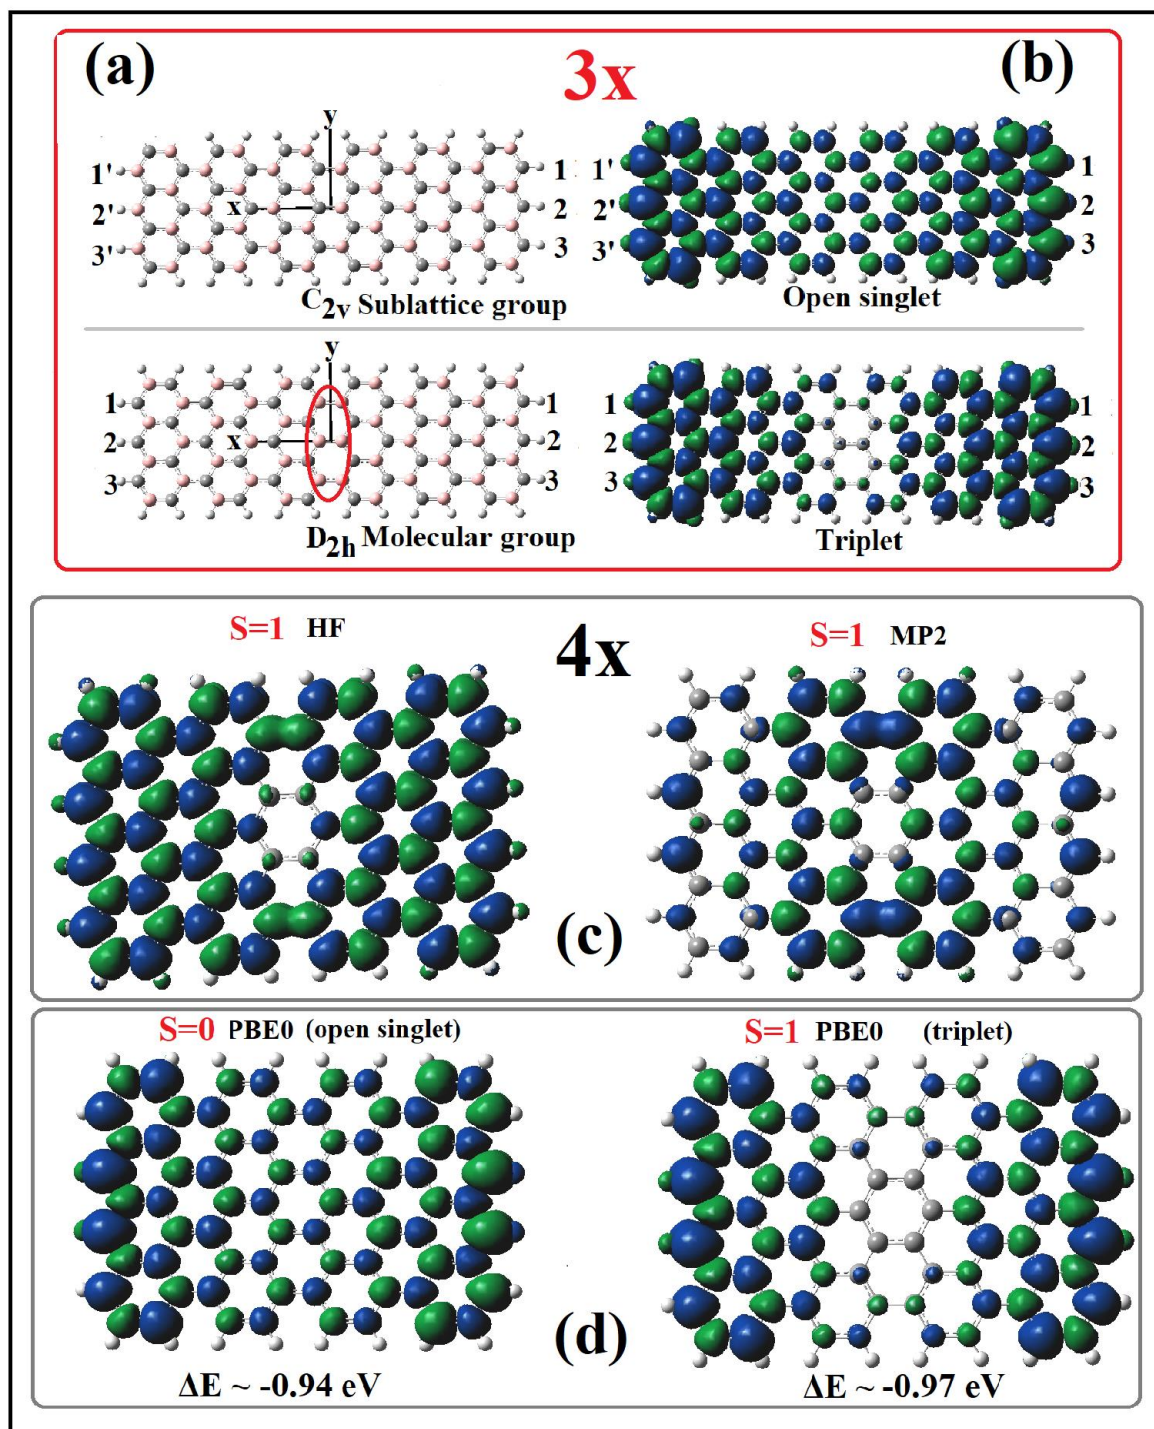 (a)
3x
(b)
y
1'
2'
3'
x
1
2
3
1'
2'
3'
1
2
3
C2v Sublattice group
Open singlet
y
1
2
3
x
1
2
3
1
2
3
1
2
3
D2h Molecular group
Triplet
S=1 HF
4x
S=1 MP2
(c)
S=0 PBE0 (open singlet)
S=1 PBE0 (triplet)
(d)
ΔE ~ -0.94 eV
ΔE ~ -0.97 eV